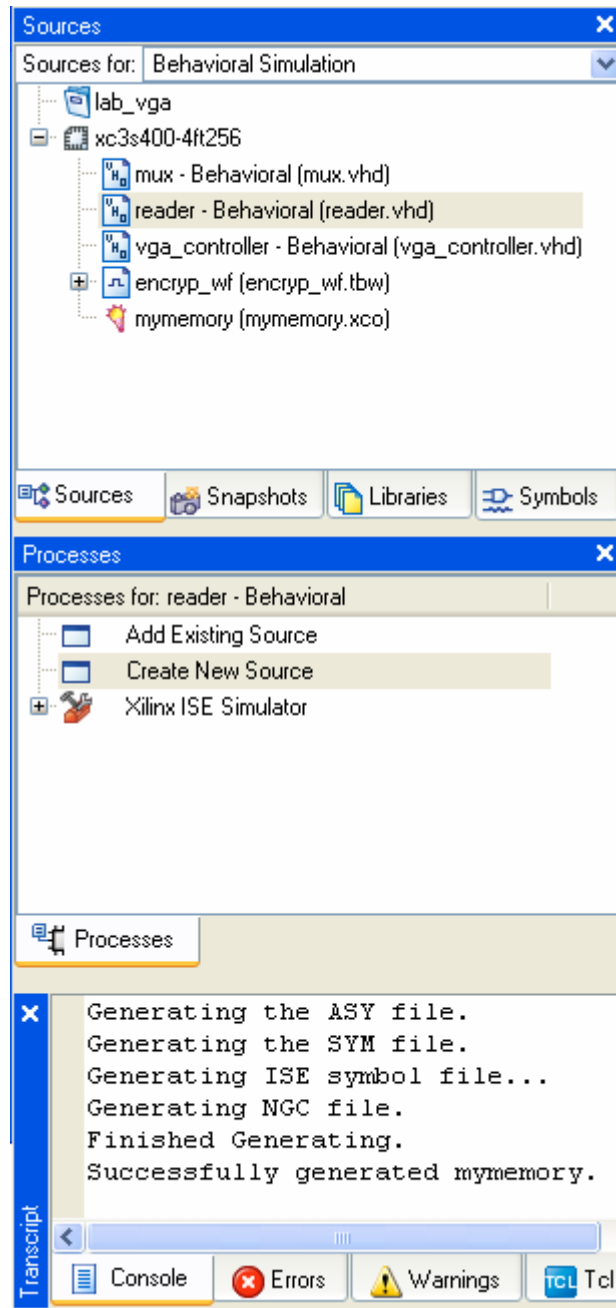 Sources
Sources for: Behavioral Simulation
lab_vga
xc3s400-4ft256
mux - Behavioral (mux.vhd)
reader - Behavioral (reader.vhd)
vga_controller - Behavioral (vga_controller.vhd)
encryp_wf (encryp_wf.tbw)
mymemory (mymemory.xco)
Sources Snapshots Libraries Symbols
Processes
Processes for: reader - Behavioral
Add Existing Source
Create New Source
Xilinx ISE Simulator
Processes
Generating the ASY file.
Generating the SYM file.
Generating ISE symbol file...
Generating NGC file.
Finished Generating.
Successfully generated mymemory.
Transcript
Console Errors Warnings TCL Tcl